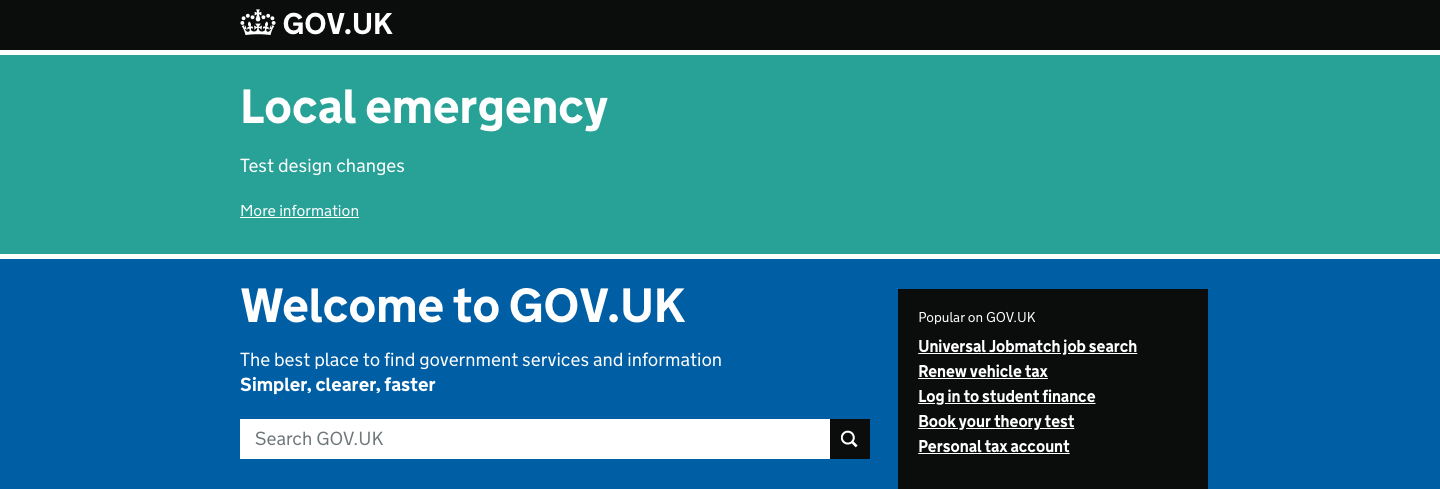 GOV.UK
Local emergency
Test design changes
More information
Welcome to GOV.UK
The best place to find government services and information
Simpler, clearer, faster
Search GOV.UK
Popular on GOV.UK
Universal Jobmatch job search
Renew vehicle tax
Log in to student finance
Book your theory test
Personal tax account